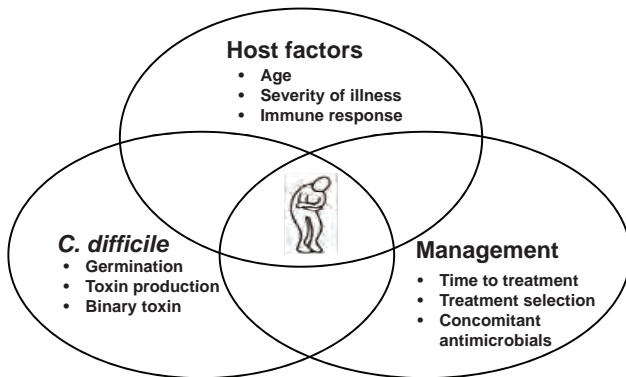 Host factors
• Age
• Severity of illness
• Immune response
C. difficile
• Germination
• Toxin production
• Binary toxin
Management
• Time to treatment
• Treatment selection
• Concomitant
antimicrobials